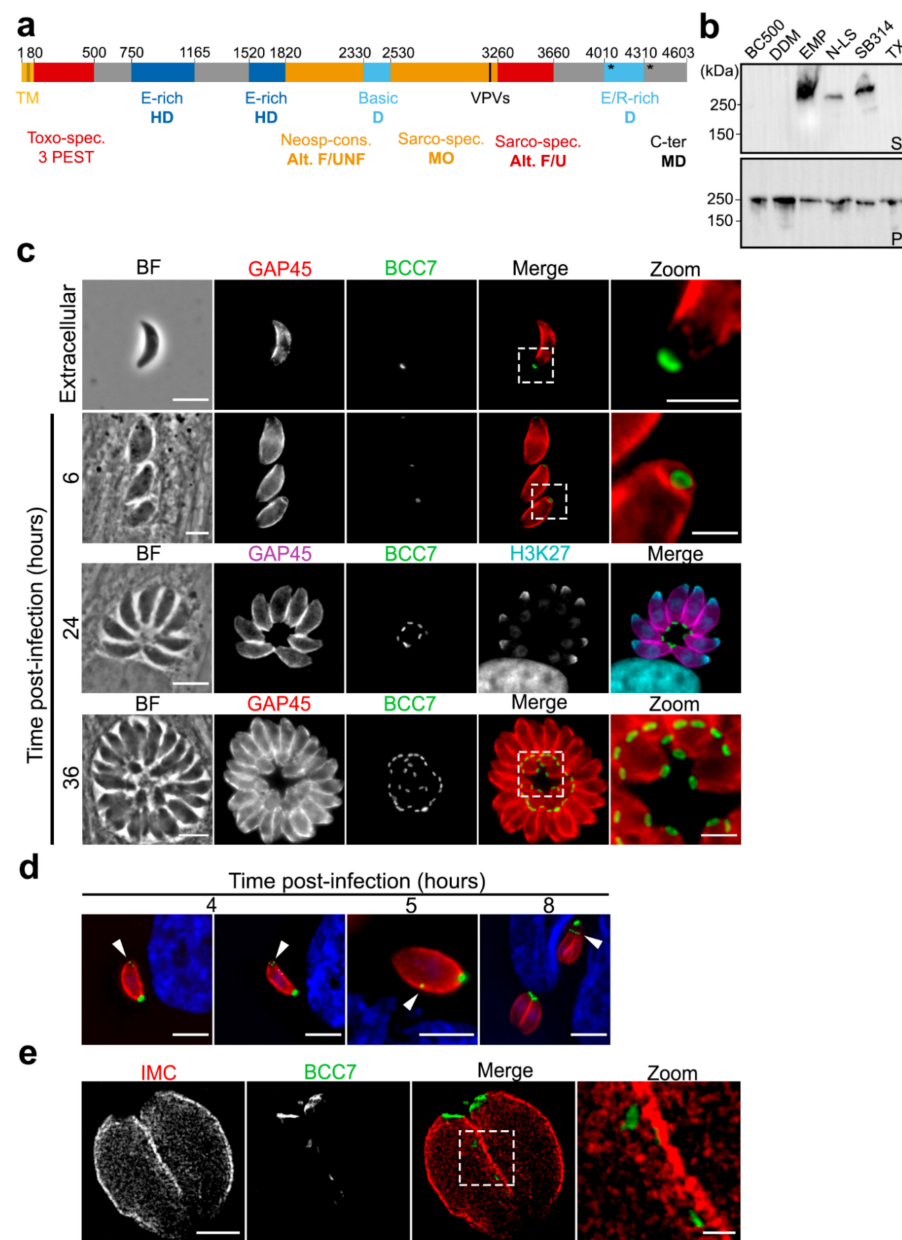 a
1 80 500 750 1165 1520 1820 2330 2530 3260 3660 4010 4310 4603
* *
TM E-rich E-rich Basic VPVs E/R-rich
HD HD D D
Toxo-spec. Neosp-cons. Sarco-spec. Sarco-spec. C-ter
3 PEST Alt. F/UNF MO Alt. F/U MD
b
BC500 DDM EMP N-LS SB314 TX
(kDa)
250
150
S
250
150
P
c
BF GAP45 BCC7 Merge Zoom
Extracellular
Time post-infection (hours)
6
BF GAP45 BCC7 H3K27 Merge
24
BF GAP45 BCC7 Merge Zoom
36
d
Time post-infection (hours)
4 5 8
e
IMC BCC7 Merge Zoom